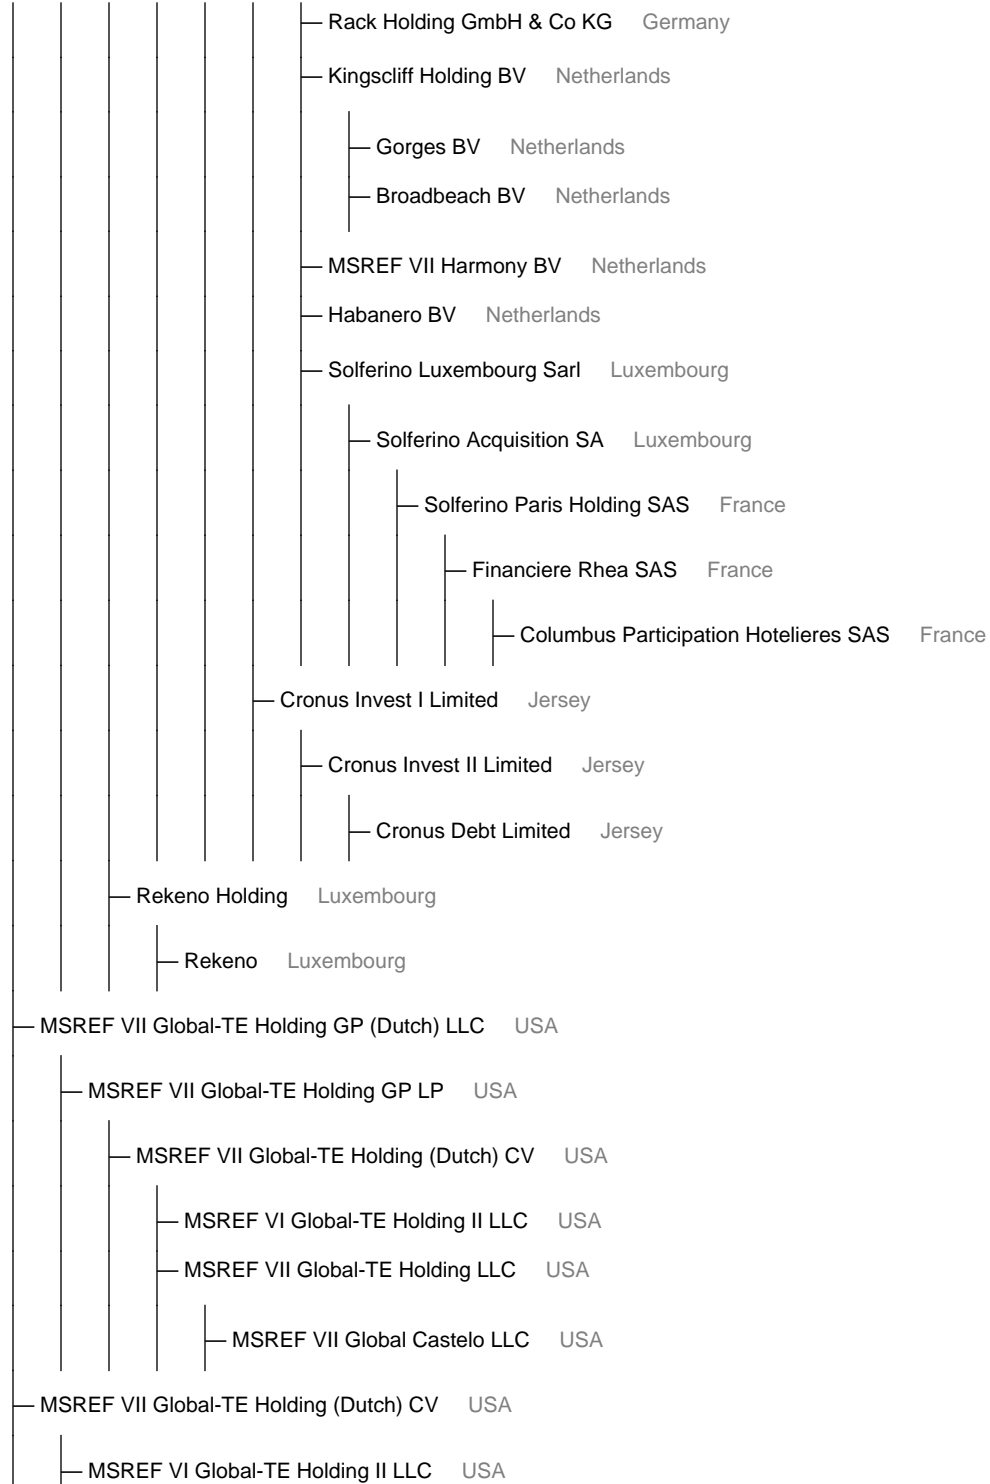 Rack Holding GmbH & Co KG Germany
Kingscliff Holding BV Netherlands
Gorges BV Netherlands
Broadbeach BV Netherlands
MSREF VII Harmony BV Netherlands
Habanero BV Netherlands
Solferino Luxembourg Sarl Luxembourg
Solferino Acquisition SA Luxembourg
Solferino Paris Holding SAS France
Financiere Rhea SAS France
Columbus Participation Hotelieres SAS France
Cronus Invest I Limited Jersey
Cronus Invest II Limited Jersey
Cronus Debt Limited Jersey
Rekeno Holding Luxembourg
Rekeno Luxembourg
MSREF VII Global-TE Holding GP (Dutch) LLC USA
MSREF VII Global-TE Holding GP LP USA
MSREF VII Global-TE Holding (Dutch) CV USA
MSREF VI Global-TE Holding II LLC USA
MSREF VII Global-TE Holding LLC USA
MSREF VII Global Castelo LLC USA
MSREF VII Global-TE Holding (Dutch) CV USA
MSREF VI Global-TE Holding II LLC USA